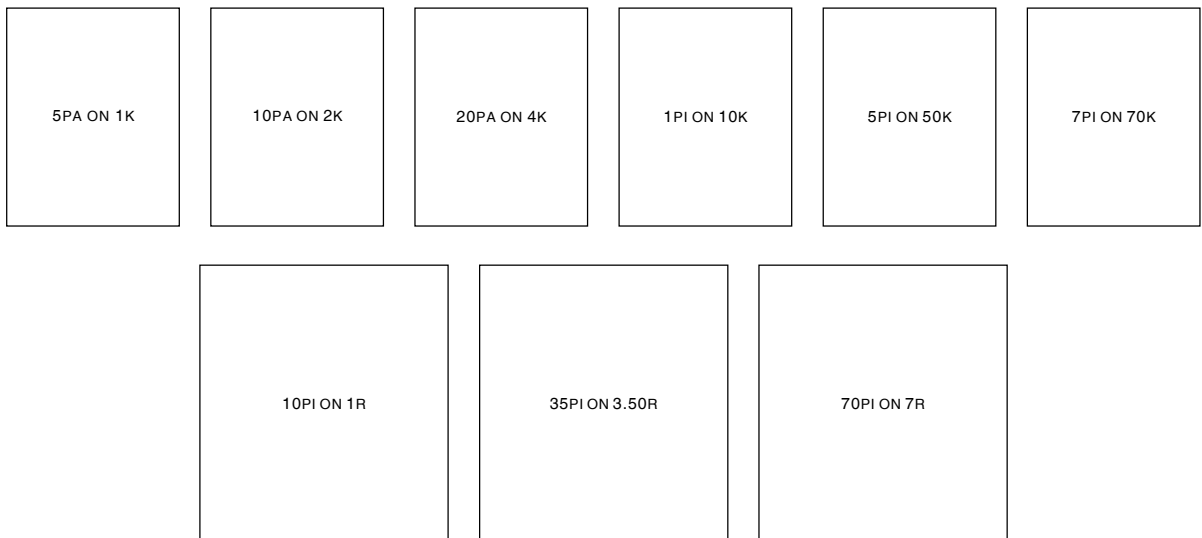 5PA ON 1K
10PA ON 2K
20PA ON 4K
1PI ON 10K
5PI ON 50K
7PI ON 70K
10PI ON 1R
35PI ON 3.50R
70PI ON 7R